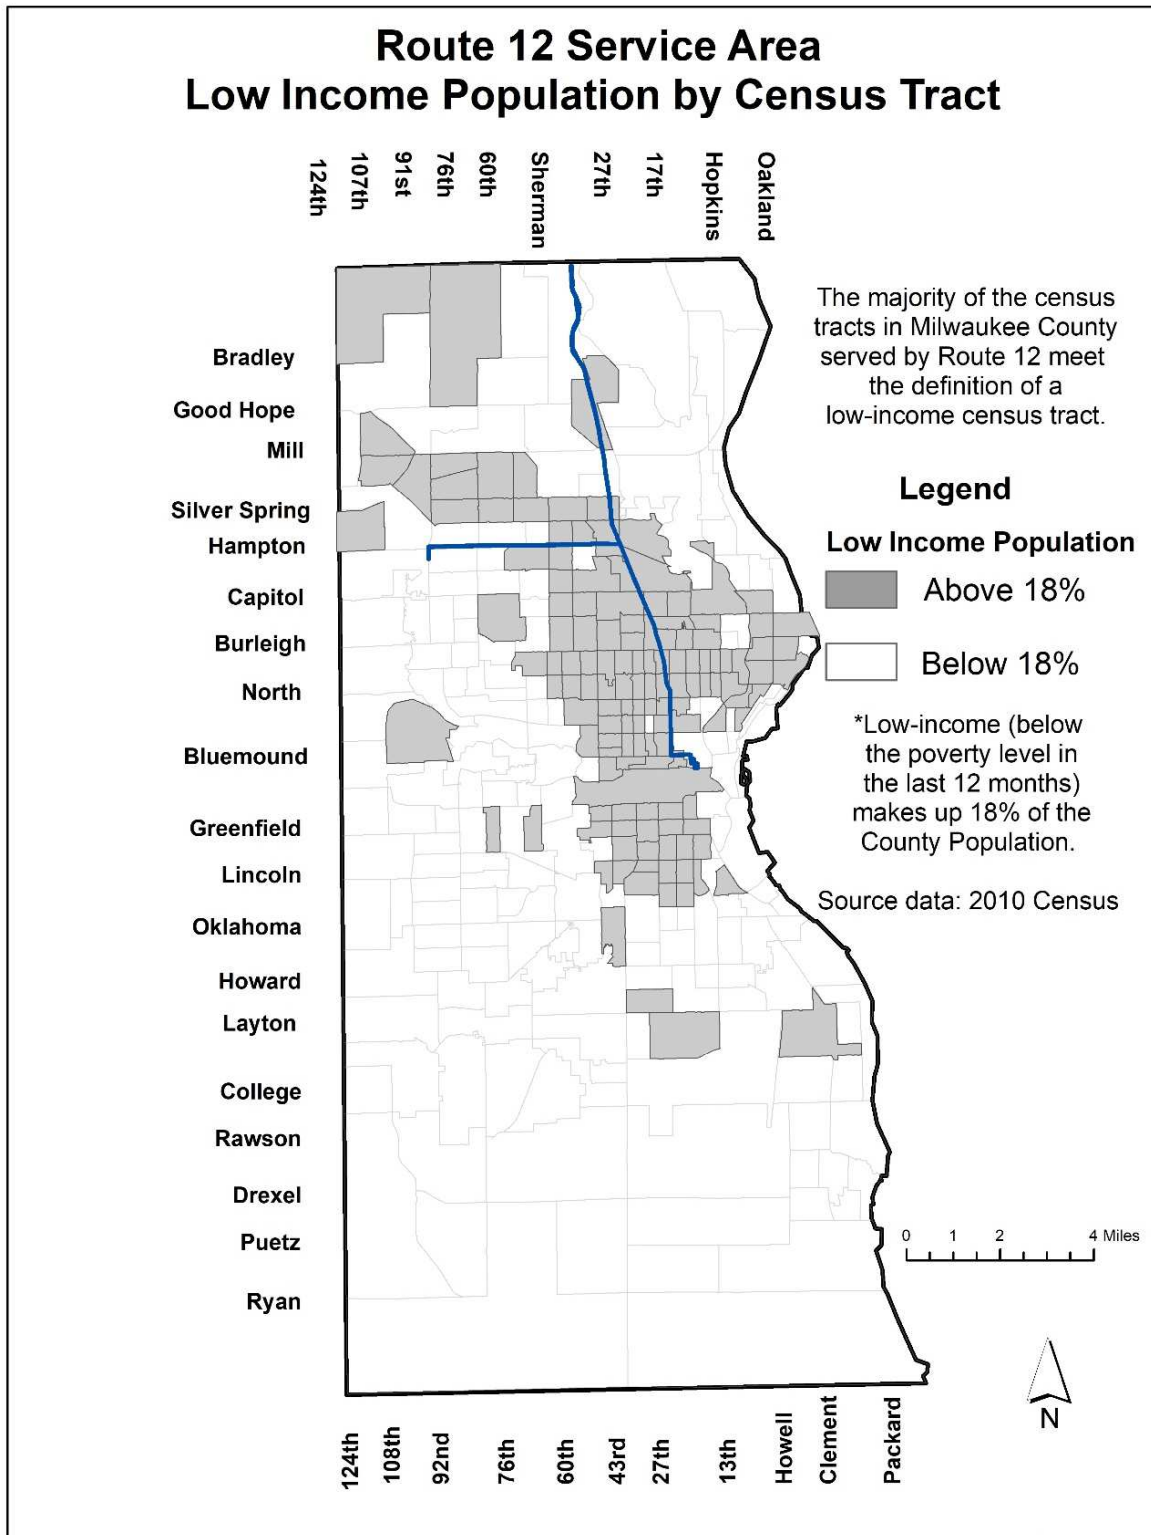 Route 12 Service Area
Low Income Population by Census Tract
124th
107th
91st
76th
60th
Sherman
27th
17th
Hopkins
Oakland
The majority of the census
tracts in Milwaukee County
served by Route 12 meet
the definition of a
low-income census tract.
Bradley
Good Hope
Mill
Silver Spring
Hampton
Capitol
Burleigh
North
Bluemound
Greenfield
Lincoln
Oklahoma
Howard
Layton
College
Rawson
Drexel
Puetz
Ryan
Legend
Low Income Population
Above 18%
Below 18%
*Low-income (below
the poverty level in
the last 12 months)
makes up 18% of the
County Population.
Source data: 2010 Census
0 1 2 4 Miles
N
124th
108th
92nd
76th
60th
43rd
27th
13th
Howell
Clement
Packard